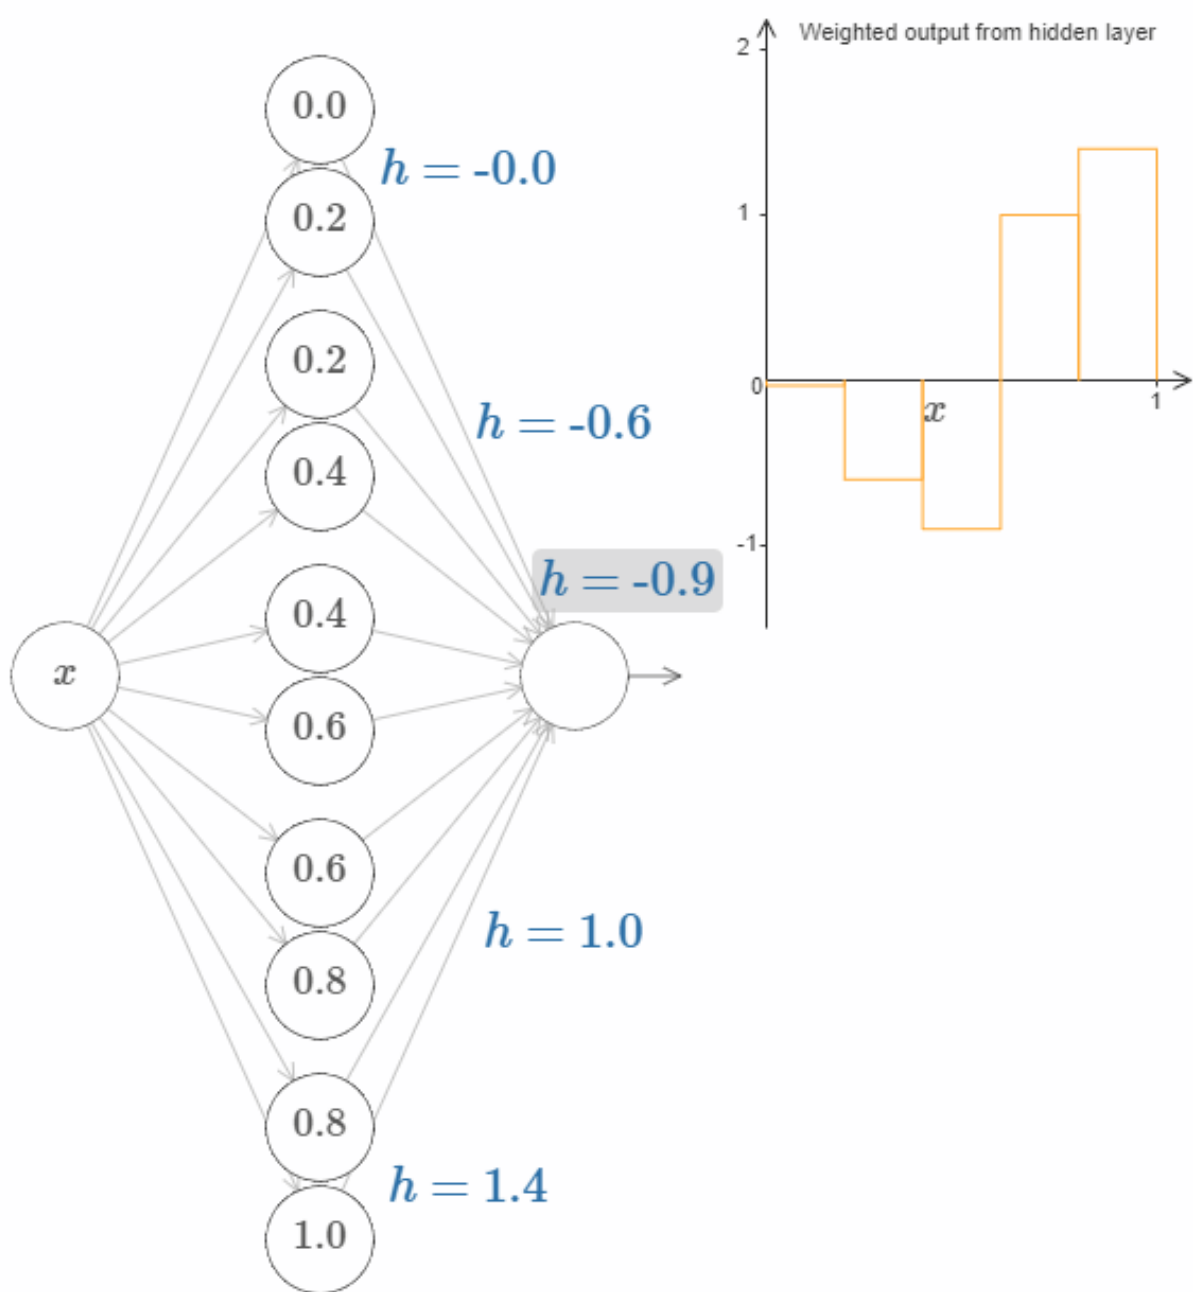 0.0
h = -0.0
0.2
0.2
h = -0.6
0.4
h = -0.9
0.4
x
0.6
0.6
h = 1.0
0.8
0.8
h = 1.4
1.0
Weighted output from hidden layer
2
1
0
x
1
-1